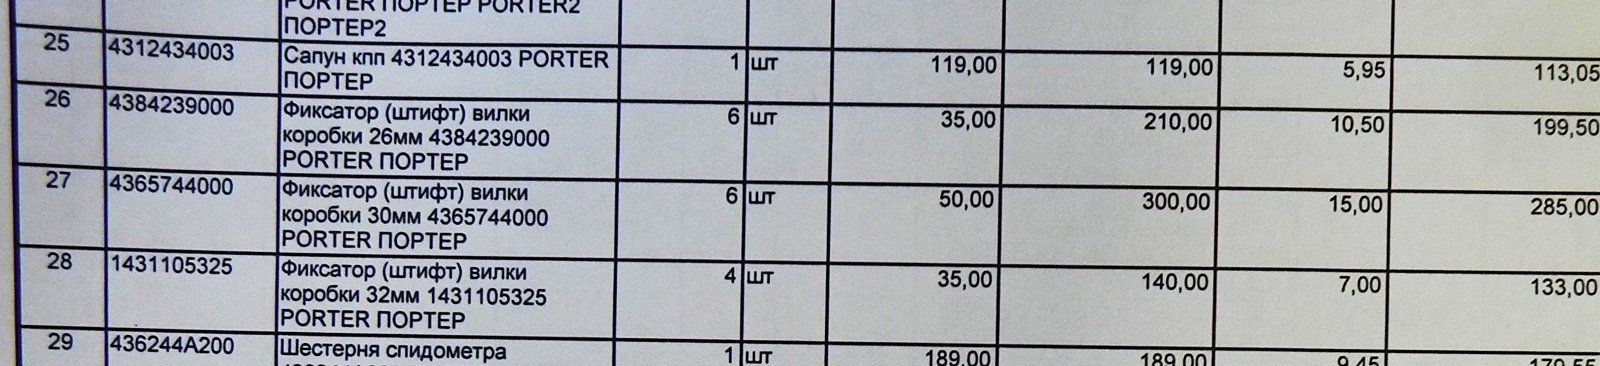 PORTER ПОРТЕР PORTER2
ПОРТЕР2
25 4312434003 Сапун кпп 4312434003 PORTER 1 шт 119,00 119,00 5,95 113,05
ПОРТЕР
26 4384239000 Фиксатор (штифт) вилки 6 шт 35,00 210,00 10,50 199,50
коробки 26мм 4384239000
PORTER ПОРТЕР
27 4365744000 Фиксатор (штифт) вилки 6 шт 50,00 300,00 15,00 285,00
коробки 30мм 4365744000
PORTER ПОРТЕР
28 1431105325 Фиксатор (штифт) вилки 4 шт 35,00 140,00 7,00 133,00
коробки 32мм 1431105325
PORTER ПОРТЕР
29 436244A200 Шестерня спидометра 1 шт 189,00 189,00 9,45 179,55